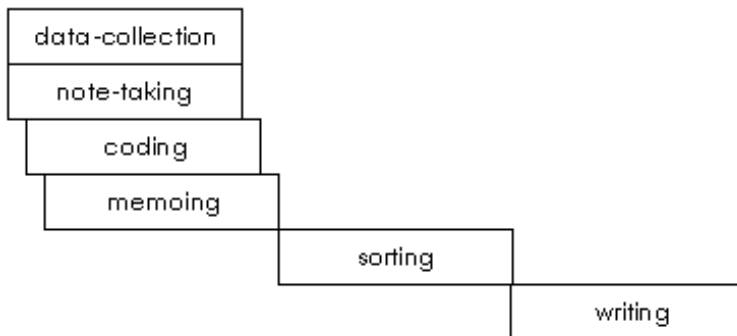 data-collection
note-taking
coding
memoing
sorting
writing